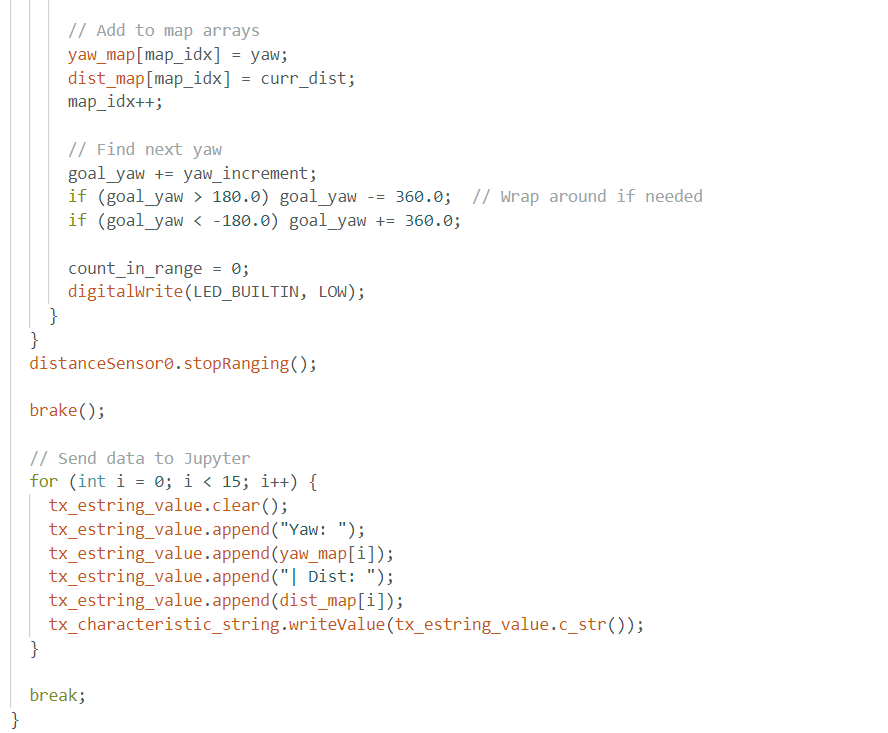 // Add to map arrays
yaw_map[map_idx] = yaw;
dist_map[map_idx] = curr_dist;
map_idx++;
// Find next yaw
goal_yaw += yaw_increment;
if (goal_yaw > 180.0) goal_yaw -= 360.0;  // Wrap around if needed
if (goal_yaw < -180.0) goal_yaw += 360.0;
count_in_range = 0;
digitalWrite(LED_BUILTIN, LOW);
}
}
distanceSensor0.stopRanging();
brake();
// Send data to Jupyter
for (int i = 0; i < 15; i++) {
tx_estring_value.clear();
tx_estring_value.append("Yaw: ");
tx_estring_value.append(yaw_map[i]);
tx_estring_value.append("| Dist: ");
tx_estring_value.append(dist_map[i]);
tx_characteristic_string.writeValue(tx_estring_value.c_str());
}
break;
}